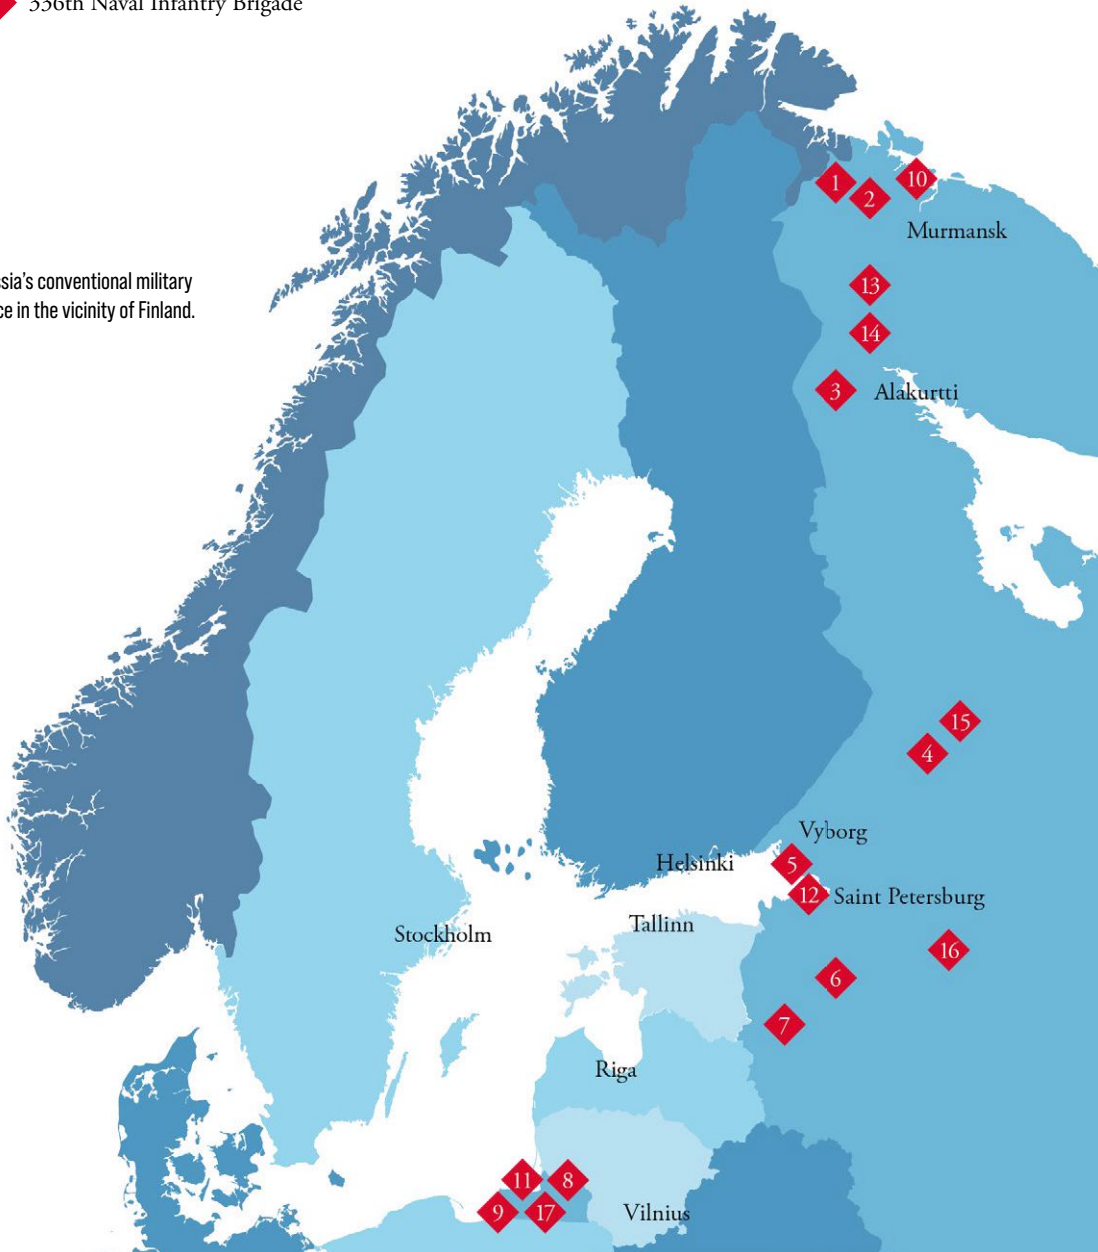 336th Naval Infantry Brigade
1
2
10
Murmansk
sia's conventional military
ce in the vicinity of Finland.
13
14
3
Alakurtti
15
4
Vyborg
Helsinki
5
12
Saint Petersburg
Tallinn
Stockholm
16
6
7
Riga
11
8
9
17
Vilnius